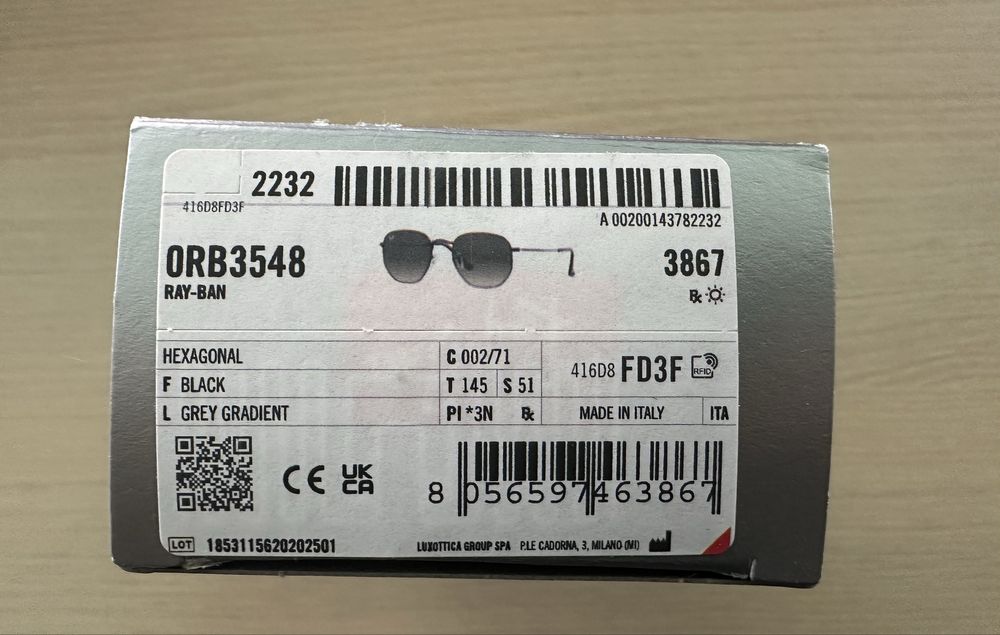 2232
416D8FD3F
A 00200143782232
0RB3548
3867
RAY-BAN
Rx
HEXAGONAL
C 002/71
416D8 FD3F RFID
F BLACK
T 145 S 51
L GREY GRADIENT
PI *3N Rx
MADE IN ITALY ITA
CE UK CA
8 056597 463867
LOT 1853115620202501
LUXOTTICA GROUP SPA P.LE CADORNA, 3, MILANO (MI)